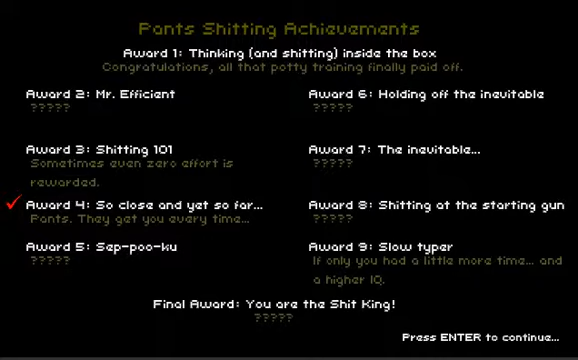 Pants Shitting Achievements
Award 1: Thinking (and shitting) inside the box
Congratulations, all that potty training finally paid off.
Award 2: Mr. Efficient
?????
Award 3: Shitting 101
Sometimes even zero effort is
rewarded.
Award 4: So close and yet so far...
Pants. They get you every time...
Award 5: Sep-poo-ku
?????
Award 6: Holding off the inevitable
?????
Award 7: The inevitable...
?????
Award 8: Shitting at the starting gun
?????
Award 9: Slow typer
If only you had a little more time... and
a higher IQ.
Final Award: You are the Shit King!
?????
Press ENTER to continue...